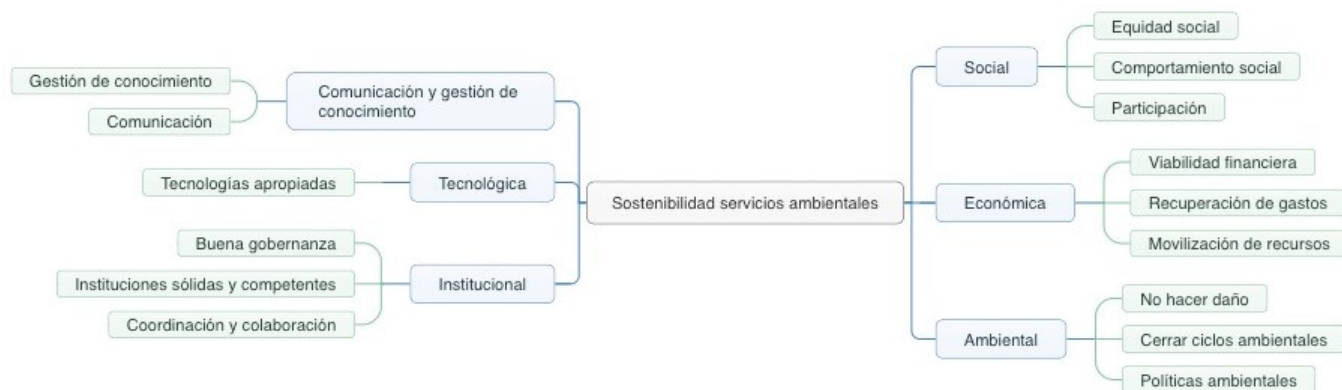 Gestión de conocimiento
Comunicación
Comunicación y gestión de
conocimiento
Tecnologías apropiadas
Tecnológica
Buena gobernanza
Instituciones sólidas y competentes
Coordinación y colaboración
Institucional
Sostenibilidad servicios ambientales
Social
Equidad social
Comportamiento social
Participación
Económica
Viabilidad financiera
Recuperación de gastos
Movilización de recursos
Ambiental
No hacer daño
Cerrar ciclos ambientales
Políticas ambientales